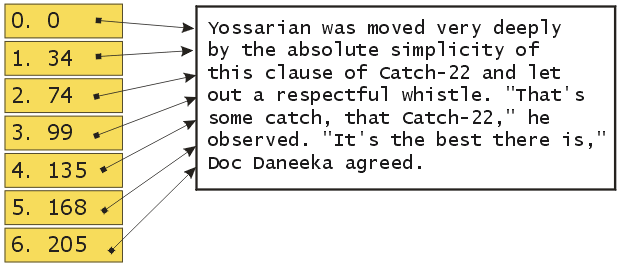 0. 0
1. 34
2. 74
3. 99
4. 135
5. 168
6. 205
Yossarian was moved very deeply
by the absolute simplicity of
this clause of Catch-22 and let
out a respectful whistle. "That's
some catch, that Catch-22," he
observed. "It's the best there is,"
Doc Daneeka agreed.